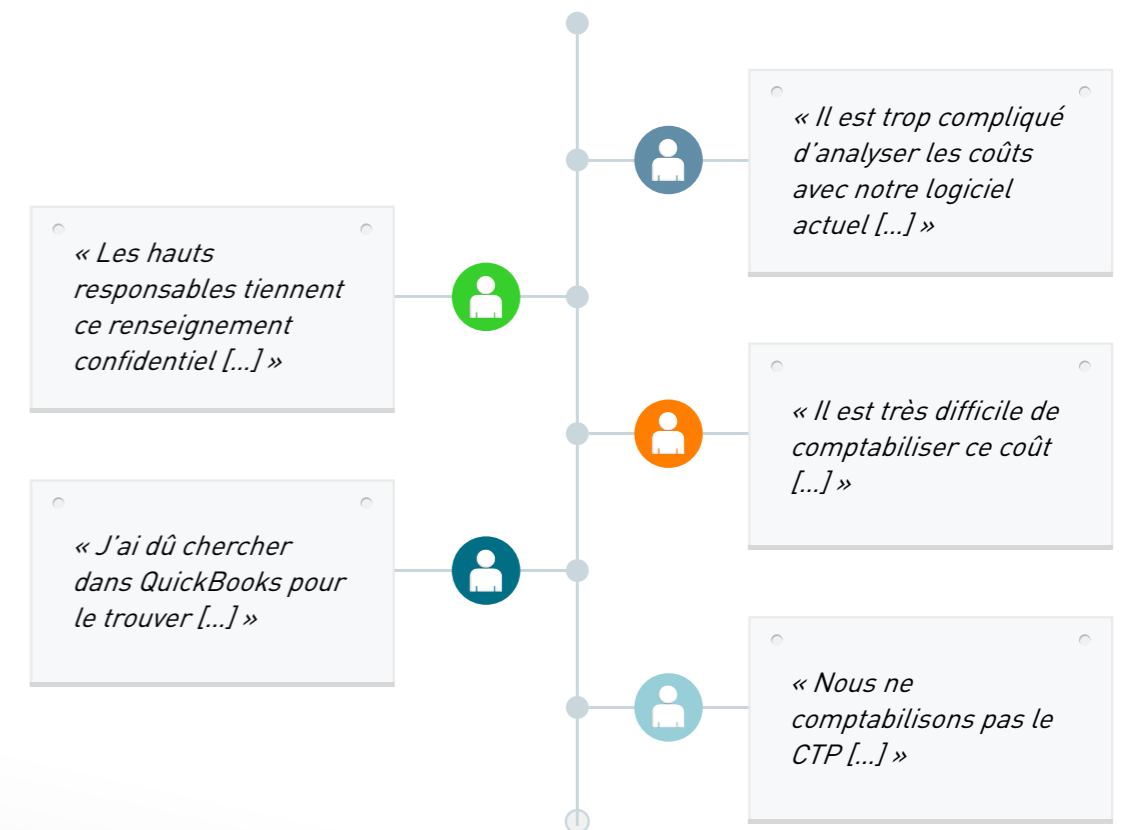 « Il est trop compliqué
d’analyser les coûts
avec notre logiciel
actuel [...] »
« Les hauts
responsables tiennent
ce renseignement
confidentiel [...] »
« Il est très difficile de
comptabiliser ce coût
[...] »
« J’ai dû chercher
dans QuickBooks pour
le trouver [...] »
« Nous ne
comptabilisons pas le
CTP [...] »